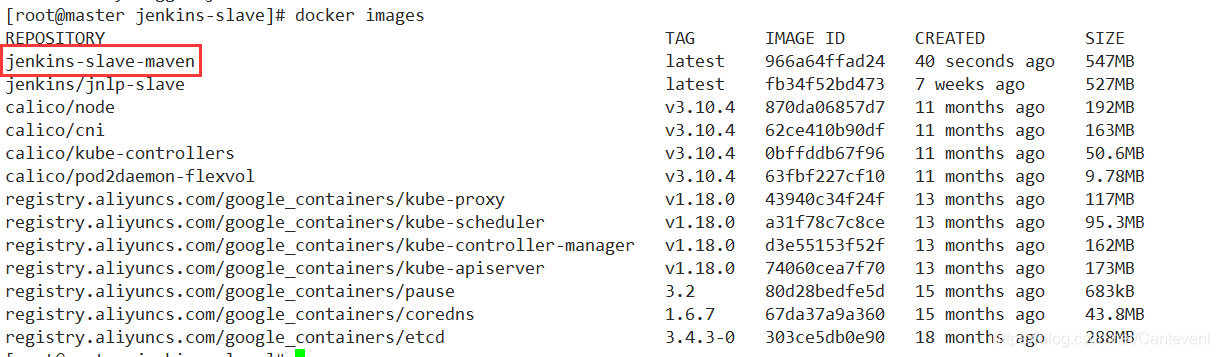 [root@master jenkins-slave]# docker images
REPOSITORY TAG IMAGE ID CREATED SIZE
jenkins-slave-maven latest 966a64ffad24 40 seconds ago 547MB
jenkins/jnlp-slave latest fb34f52bd473 7 weeks ago 527MB
calico/node v3.10.4 870da06857d7 11 months ago 192MB
calico/cni v3.10.4 62ce410b90df 11 months ago 163MB
calico/kube-controllers v3.10.4 0bffddb67f96 11 months ago 50.6MB
calico/pod2daemon-flexvol v3.10.4 63fbf227cf10 11 months ago 9.78MB
registry.aliyuncs.com/google_containers/kube-proxy v1.18.0 43940c34f24f 13 months ago 117MB
registry.aliyuncs.com/google_containers/kube-scheduler v1.18.0 a31f78c7c8ce 13 months ago 95.3MB
registry.aliyuncs.com/google_containers/kube-controller-manager v1.18.0 d3e55153f52f 13 months ago 162MB
registry.aliyuncs.com/google_containers/kube-apiserver v1.18.0 74060cea7f70 13 months ago 173MB
registry.aliyuncs.com/google_containers/pause 3.2 80d28bedfe5d 15 months ago 683kB
registry.aliyuncs.com/google_containers/coredns 1.6.7 67da37a9a360 15 months ago 43.8MB
registry.aliyuncs.com/google_containers/etcd 3.4.3-0 303ce5db0e90 18 months ago 288MB